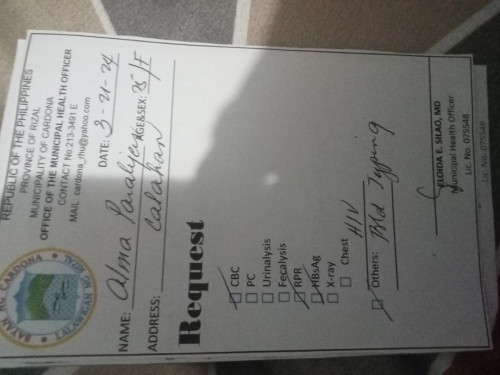 REPUBLIC OF THE PHILIPPINES
PROVINCE OF RIZAL
MUNICIPALITY OF CARDONA
OFFICE OF THE MUNICIPAL HEALTH OFFICER
CONTACT No 213-3491 E
MAIL: cardona_rhu@yahoo.com
DATE: 3-21-24
NAME: Alma AGE&SEX: 25/F
ADDRESS: Calahan
Request
CBC
PC
Urinalysis
Fecalysis
RPR
HBsAg
X-ray
Chest
HIV
Others: Bld Typing
ELOIDA E. SILAO, MD
Municipal Health Officer
Lic. No. 075548
BAYAN NG CARDONA
LALAWIGAN NG RIZAL